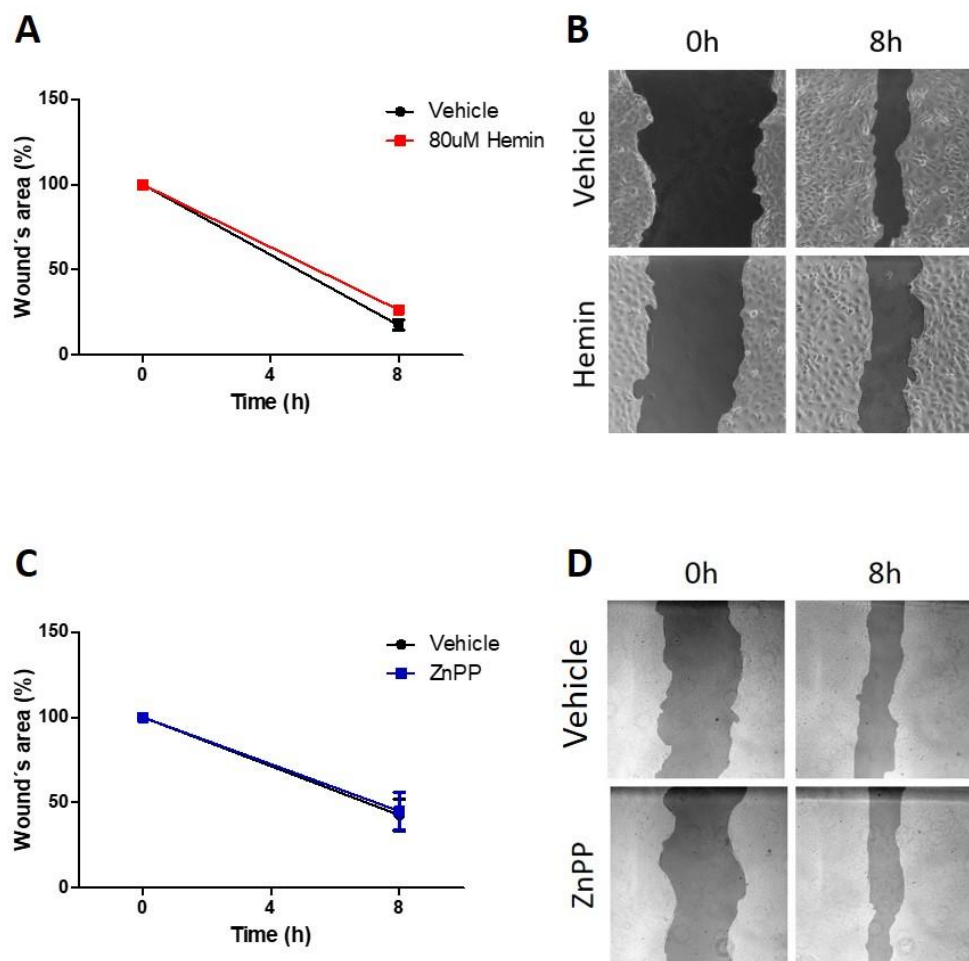 A
150
100
50
0
Wound´s area (%)
Vehicle
80uM Hemin
0
4
8
Time (h)
B
0h
8h
Vehicle
Hemin
C
150
100
50
0
Wound´s area (%)
Vehicle
ZnPP
0
4
8
Time (h)
D
0h
8h
Vehicle
ZnPP